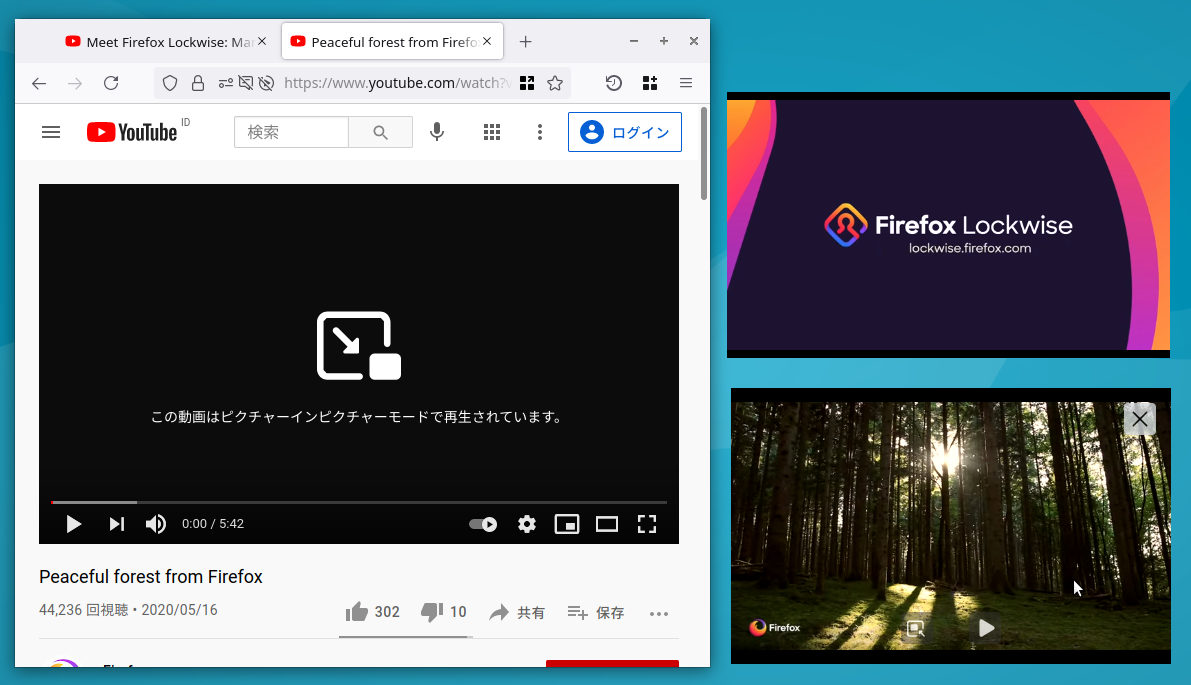 Meet Firefox Lockwise: Ma
Peaceful forest from Firefo
https://www.youtube.com/watch?v
YouTube ID
検索
ログイン
この動画はピクチャーインピクチャーモードで再生されています。
0:00 / 5:42
Peaceful forest from Firefox
44,236 回視聴 • 2020/05/16
302
10
共有
保存
Firefox Lockwise
lockwise.firefox.com
Firefox